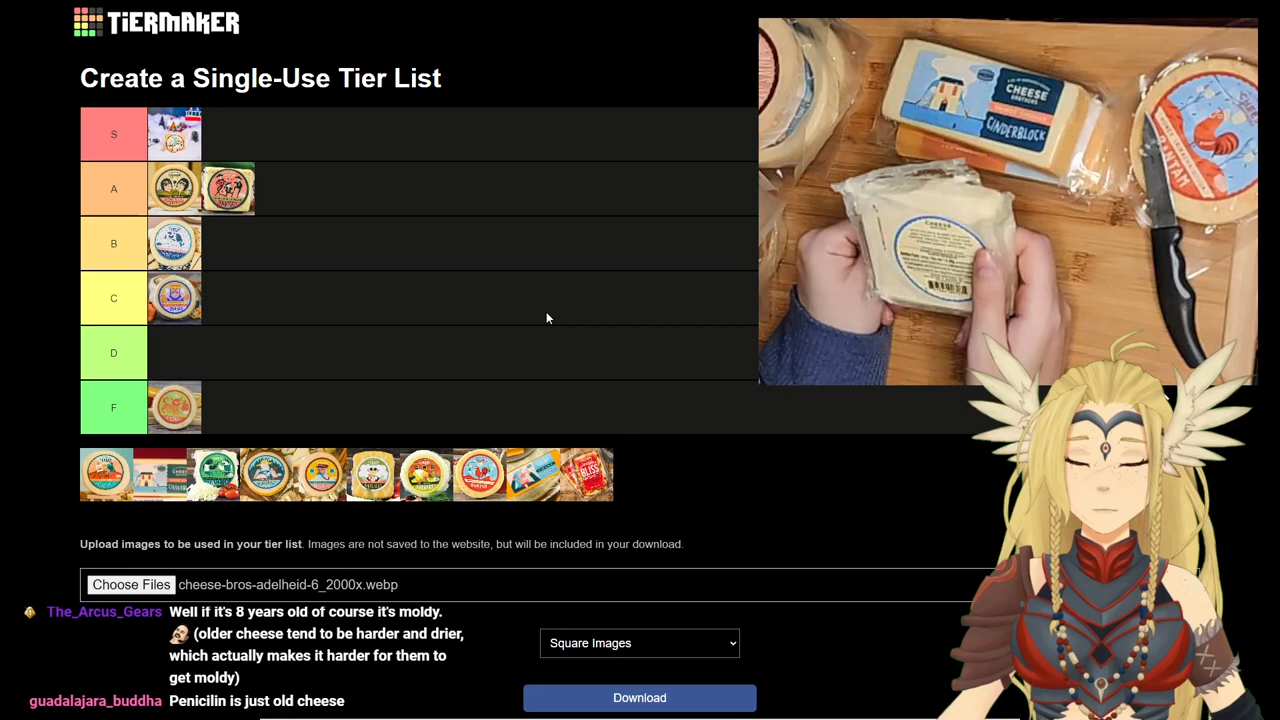 TIERMAKER
Create a Single-Use Tier List
S
A
B
C
D
F
CHEESE
BROTHERS
CINDERBLOCK
BANTAM
CHEESE
BLISS
Upload images to be used in your tier list. Images are not saved to the website, but will be included in your download.
Choose Files cheese-bros-adelheid-6_2000x.webp
The_Arcus_Gears Well if it's 8 years old of course it's moldy.
(older cheese tend to be harder and drier,
which actually makes it harder for them to
get moldy)
guadalajara_buddha Penicilin is just old cheese
Square Images
Download